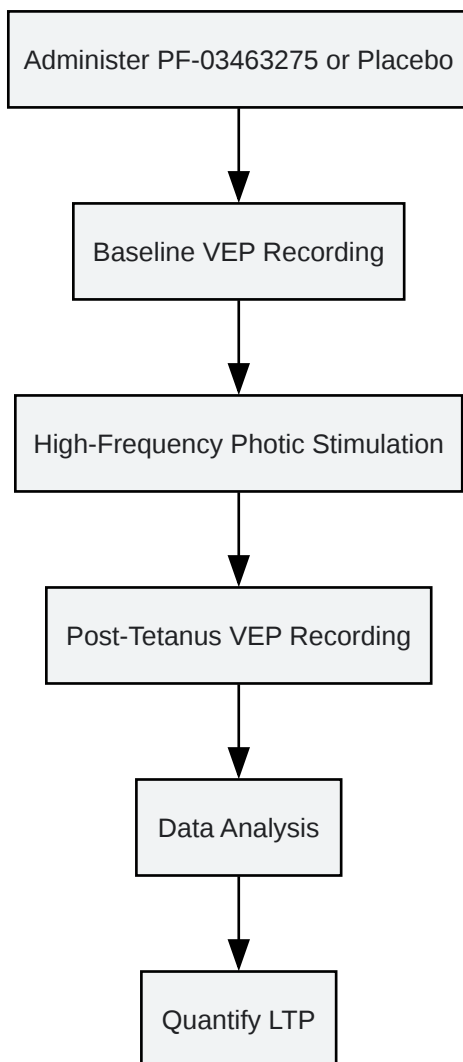 Administer PF-03463275 or Placebo
Baseline VEP Recording
High-Frequency Photic Stimulation
Post-Tetanus VEP Recording
Data Analysis
Quantify LTP